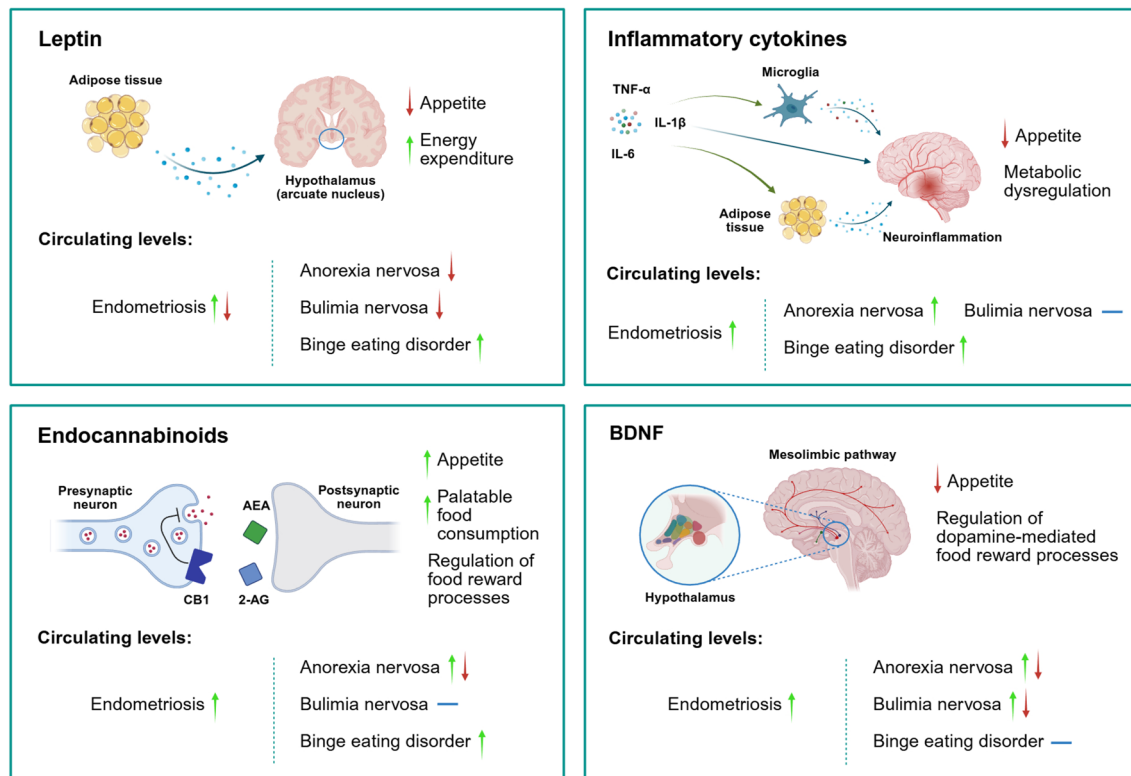 Leptin
Adipose tissue
Hypothalamus
(arcuate nucleus)
Appetite
Energy
expenditure
Circulating levels:
Endometriosis
Anorexia nervosa
Bulimia nervosa
Binge eating disorder
Inflammatory cytokines
TNF-α
IL-1β
IL-6
Microglia
Adipose
tissue
Neuroinflammation
Appetite
Metabolic
dysregulation
Circulating levels:
Endometriosis
Anorexia nervosa
Bulimia nervosa
Binge eating disorder
Endocannabinoids
Presynaptic
neuron
AEA
Postsynaptic
neuron
CB1
2-AG
Appetite
Palatable
food
consumption
Regulation of
food reward
processes
Circulating levels:
Endometriosis
Anorexia nervosa
Bulimia nervosa
Binge eating disorder
BDNF
Mesolimbic pathway
Hypothalamus
Appetite
Regulation of
dopamine-mediated
food reward processes
Circulating levels:
Endometriosis
Anorexia nervosa
Bulimia nervosa
Binge eating disorder